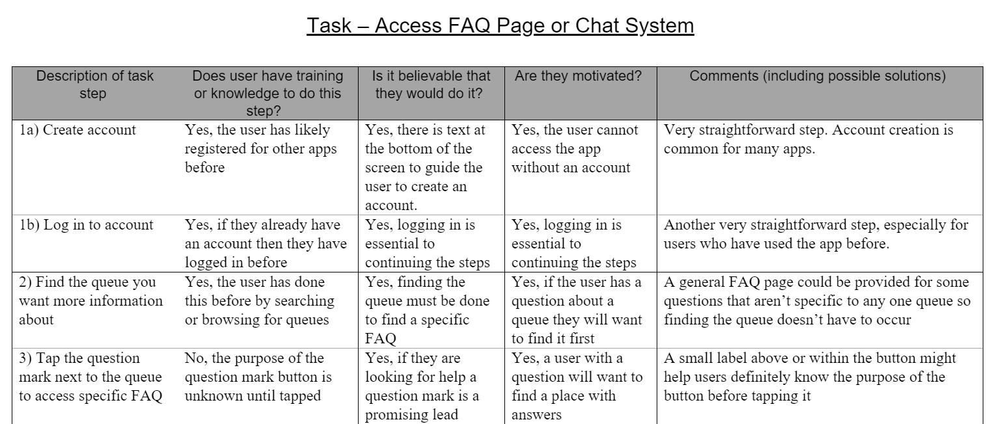 Task – Access FAQ Page or Chat System
Description of task
step
Does user have training
or knowledge to do this
step?
Is it believable that
they would do it?
Are they motivated?
Comments (including possible solutions)
1a) Create account
Yes, the user has likely
registered for other apps
before
Yes, there is text at
the bottom of the
screen to guide the
user to create an
account.
Yes, the user cannot
access the app
without an account
Very straightforward step. Account creation is
common for many apps.
1b) Log in to account
Yes, if they already have
an account then they have
logged in before
Yes, logging in is
essential to
continuing the steps
Yes, logging in is
essential to
continuing the steps
Another very straightforward step, especially for
users who have used the app before.
2) Find the queue you
want more information
about
Yes, the user has done
this before by searching
or browsing for queues
Yes, finding the
queue must be done
to find a specific
FAQ
Yes, if the user has a
question about a
queue they will want
to find it first
A general FAQ page could be provided for some
questions that aren’t specific to any one queue so
finding the queue doesn’t have to occur
3) Tap the question
mark next to the queue
to access specific FAQ
No, the purpose of the
question mark button is
unknown until tapped
Yes, if they are
looking for help a
question mark is a
promising lead
Yes, a user with a
question will want to
find a place with
answers
A small label above or within the button might
help users definitely know the purpose of the
button before tapping it